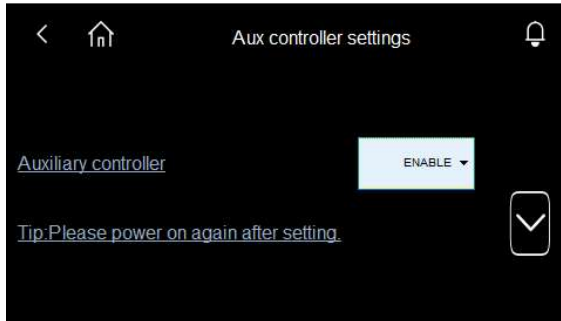 Aux controller settings
Auxiliary controller
ENABLE
Tip:Please power on again after setting.